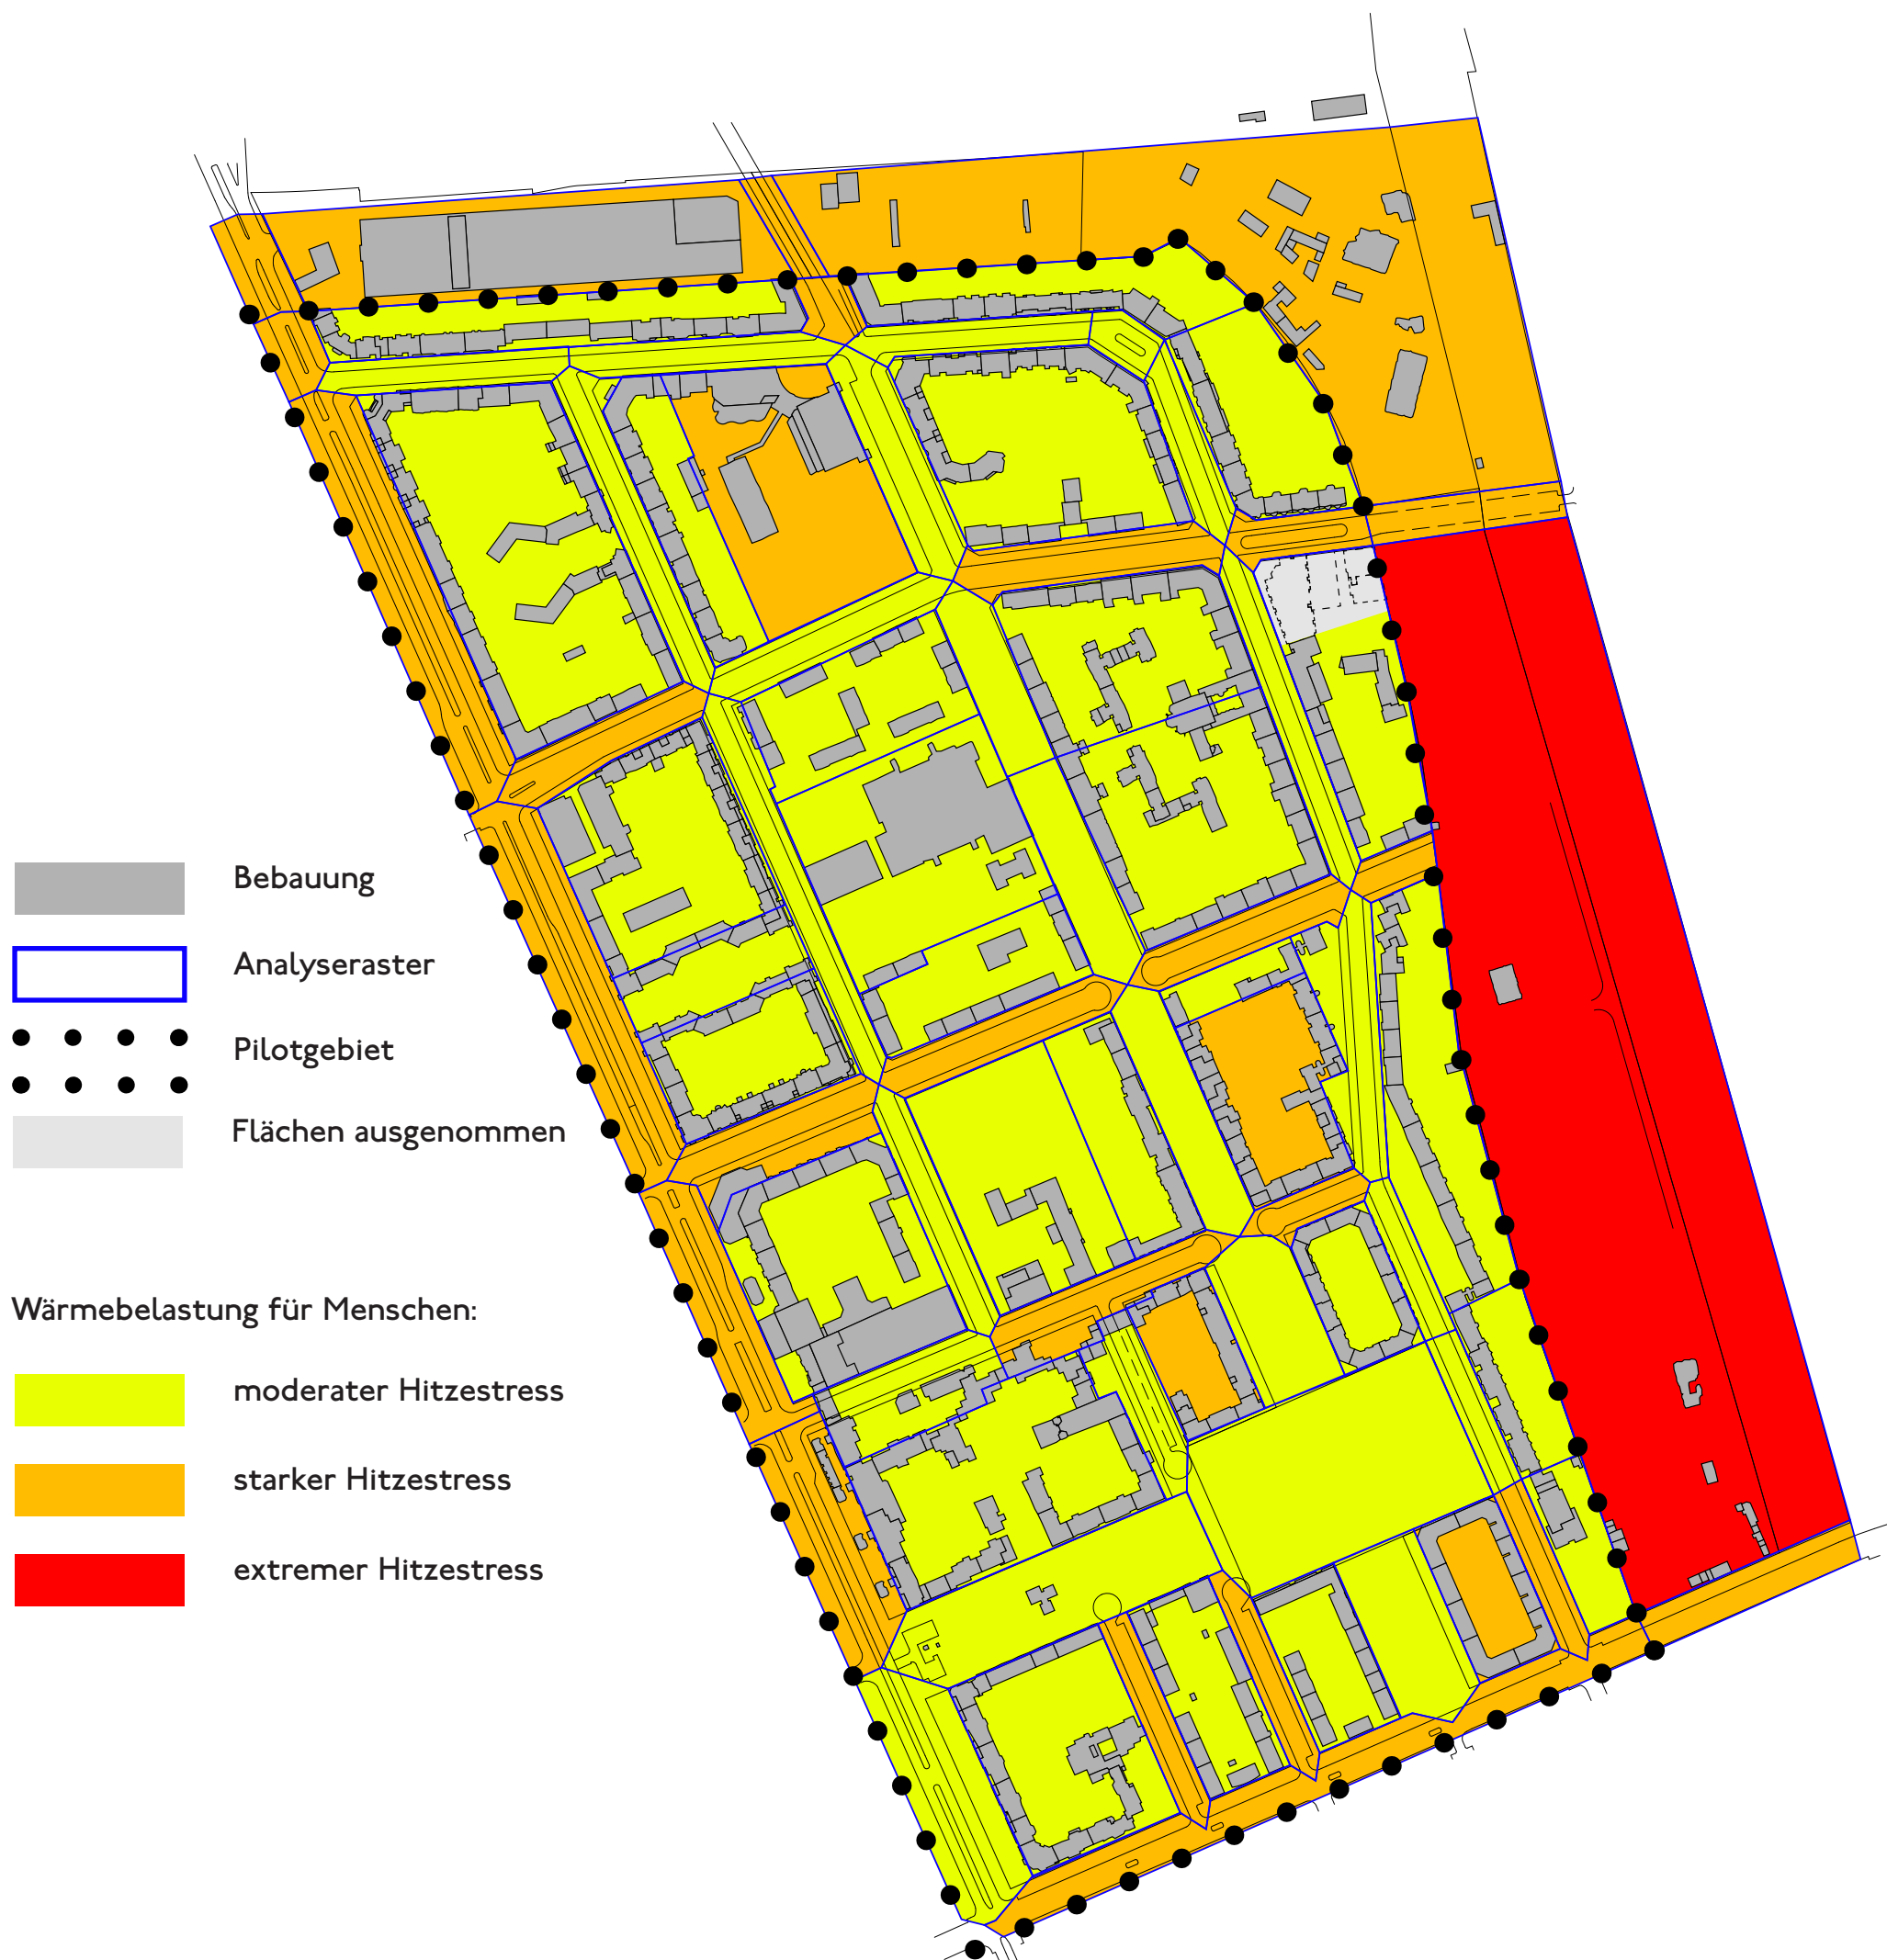 Bebauung
Analyseraster
Pilotgebiet
Flächen ausgenommen
Wärmebelastung für Menschen:
moderater Hitzestress
starker Hitzestress
extremer Hitzestress